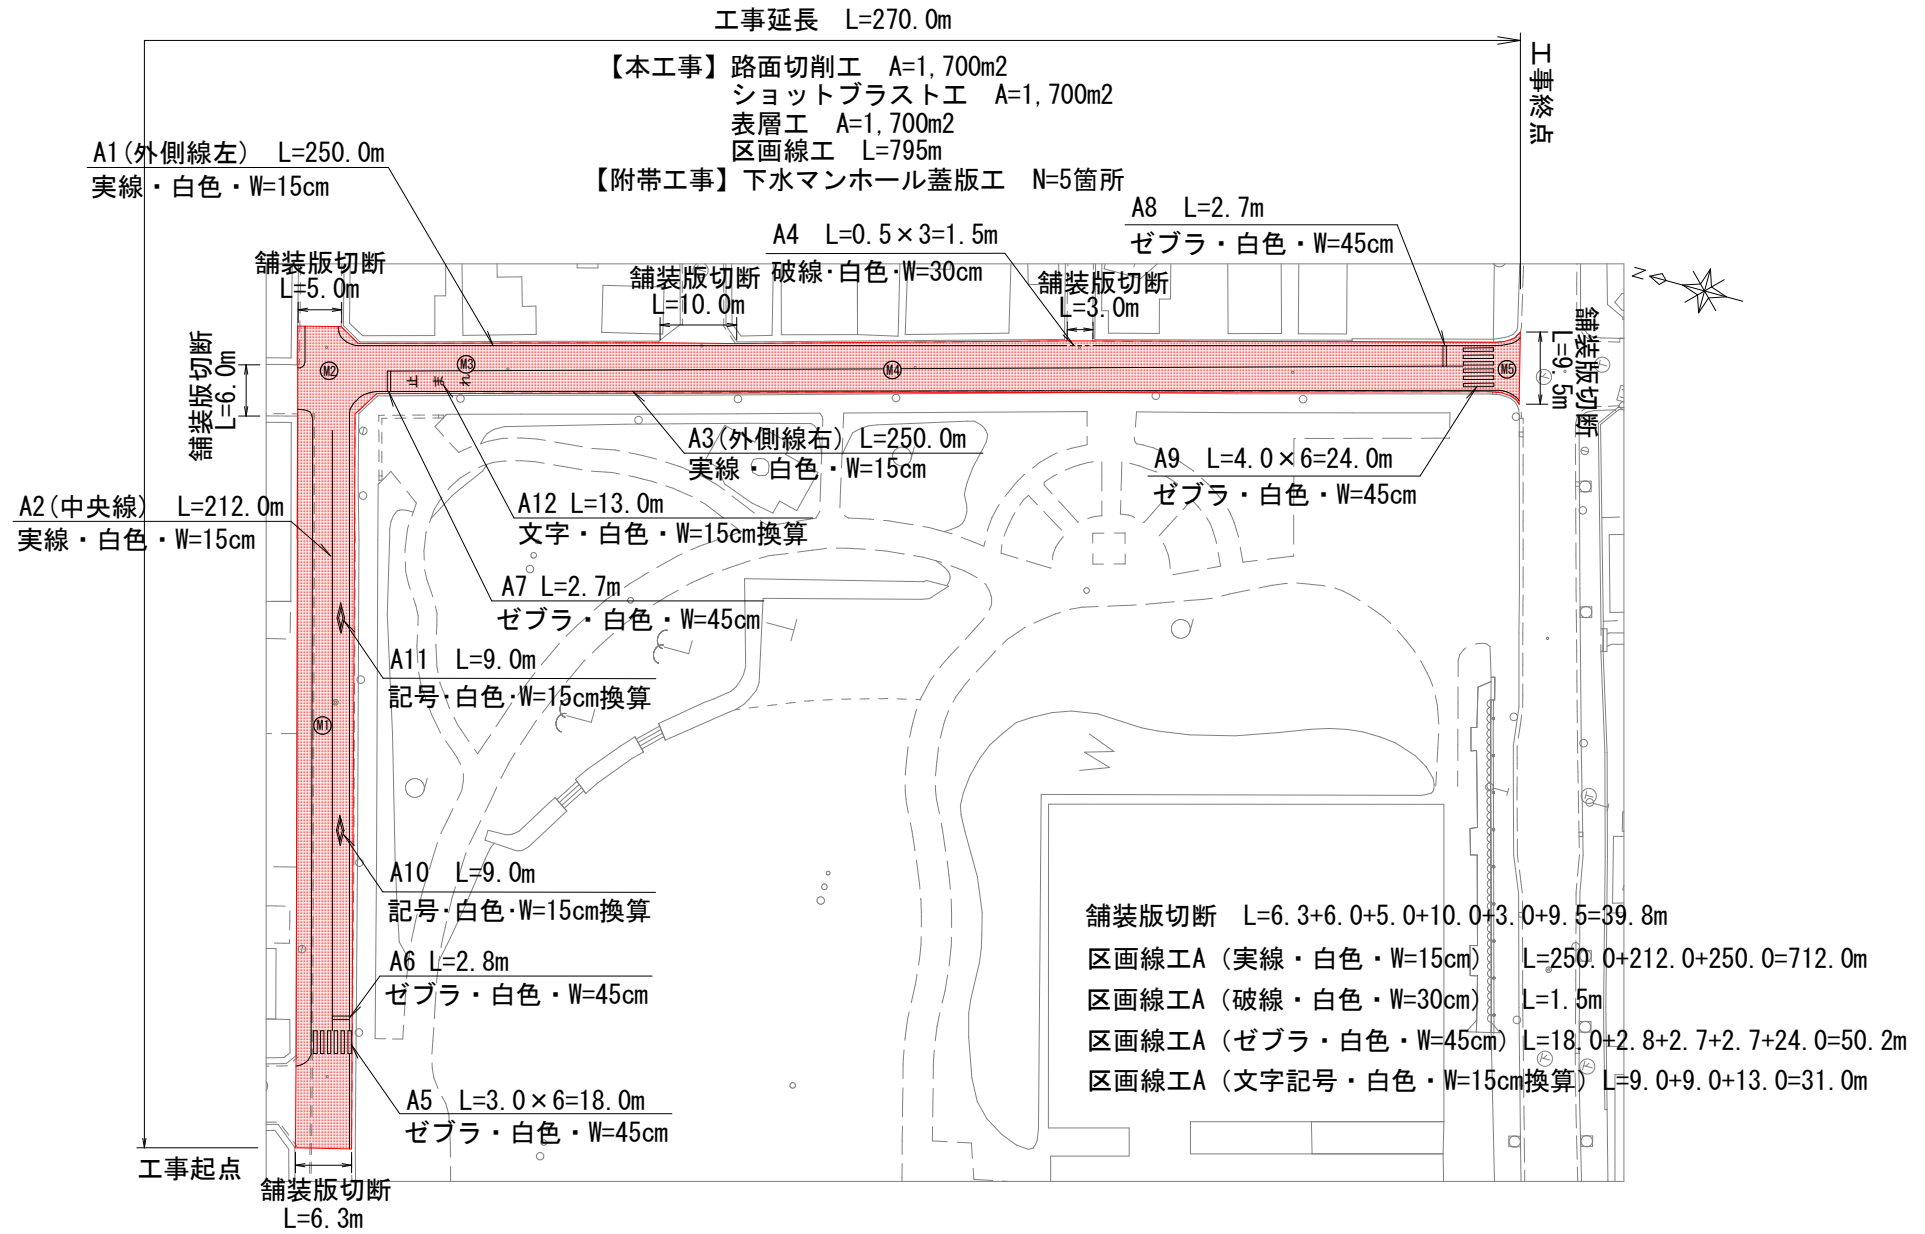 工事延長　L=270.0m
【本工事】路面切削工　A=1,700m2
ショットブラスト工　A=1,700m2
表層工　A=1,700m2
区画線工　L=795m
【附帯工事】下水マンホール蓋版工　N=5箇所
工事終点
A1(外側線左)　L=250.0m
実線・白色・W=15cm
A8　L=2.7m
ゼブラ・白色・W=45cm
A4　L=0.5×3=1.5m
破線・白色・W=30cm
舗装版切断
L=5.0m
舗装版切断
L=10.0m
舗装版切断
L=3.0m
N
舗装版切断
L=6.0m
舗装版切断
L=9.5m
M2
M3
M4
M5
止まれ
A3(外側線右)　L=250.0m
実線・白色・W=15cm
A9　L=4.0×6=24.0m
ゼブラ・白色・W=45cm
A2(中央線)　L=212.0m
実線・白色・W=15cm
A12 L=13.0m
文字・白色・W=15cm換算
A7 L=2.7m
ゼブラ・白色・W=45cm
A11　L=9.0m
記号・白色・W=15cm換算
M1
A10　L=9.0m
記号・白色・W=15cm換算
A6 L=2.8m
ゼブラ・白色・W=45cm
A5　L=3.0×6=18.0m
ゼブラ・白色・W=45cm
工事起点
舗装版切断
L=6.3m
舗装版切断　L=6.3+6.0+5.0+10.0+3.0+9.5=39.8m
区画線工A（実線・白色・W=15cm）　L=250.0+212.0+250.0=712.0m
区画線工A（破線・白色・W=30cm）　L=1.5m
区画線工A（ゼブラ・白色・W=45cm）L=18.0+2.8+2.7+2.7+24.0=50.2m
区画線工A（文字記号・白色・W=15cm換算）L=9.0+9.0+13.0=31.0m